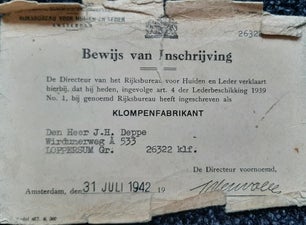 RIJKSBUREAU VOOR HUIDEN EN LEDER
AMSTERDAM
26322
Bewijs van Inschrijving
De Directeur van het Rijksbureau voor Huiden en Leder verklaart
hierbij, dat hij heden, ingevolge art. 4 der Lederbeschikking 1939
No. 1, bij genoemd Rijksbureau heeft ingeschreven als
KLOMPENFABRIKANT
Den Heer J.H. Deppe
Wirdumerweg A 533
LOPPERSUM Gr. 26322 klf.
De Directeur voornoemd,
Amsterdam, den 31 JULI 1942 19